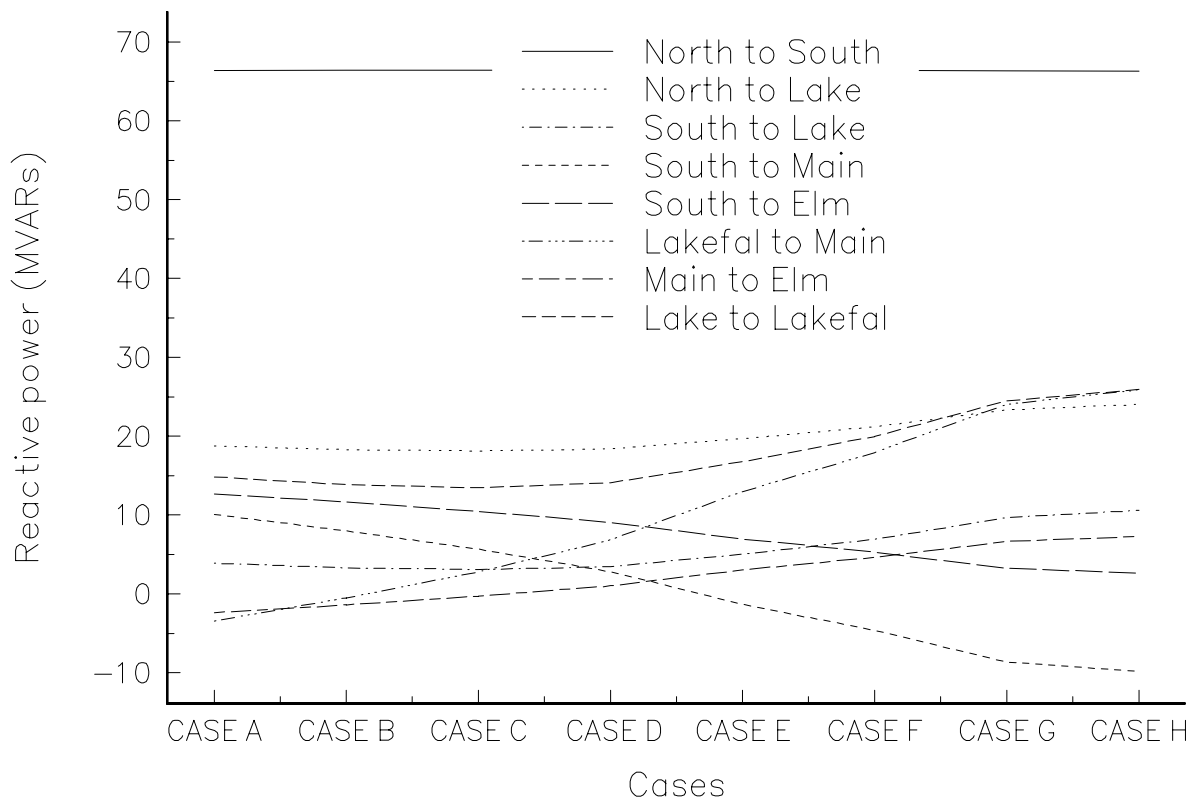 70
60
50
40
30
20
10
0
−10
Reactive power (MVARs)
North to South
North to Lake
South to Lake
South to Main
South to Elm
Lakefal to Main
Main to Elm
Lake to Lakefal
CASE A CASE B CASE C CASE D CASE E CASE F CASE G CASE H
Cases